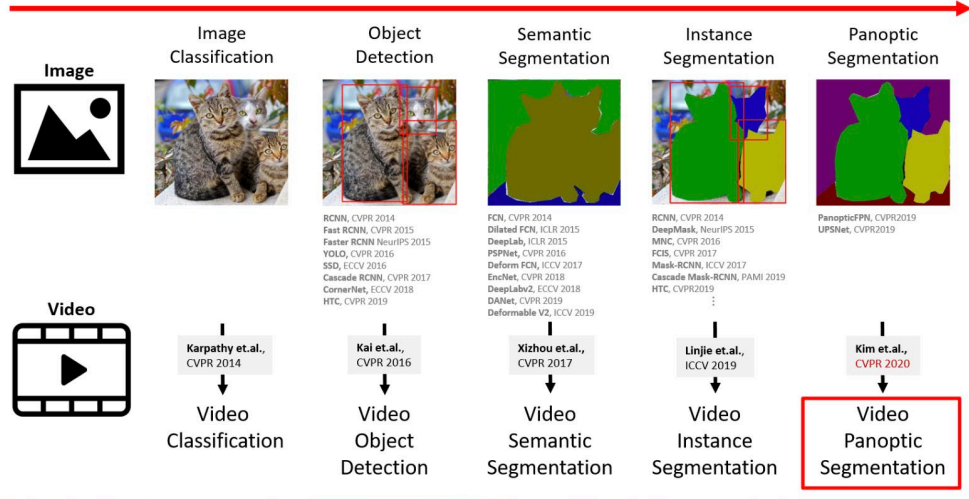 Image
Classification
Object
Detection
Semantic
Segmentation
Instance
Segmentation
Panoptic
Segmentation
Image
RCNN, CVPR 2014
Fast RCNN, CVPR 2015
Faster RCNN NeurIPS 2015
YOLO, CVPR 2016
SSD, ECCV 2016
Cascade RCNN, CVPR 2017
CornerNet, ECCV 2018
HTC, CVPR 2019
FCN, CVPR 2014
Dilated FCN, ICLR 2015
DeepLab, ICLR 2015
PSPNet, CVPR 2016
Deform FCN, ICCV 2017
EncNet, CVPR 2018
DeepLabv2, ECCV 2018
DANet, CVPR 2019
Deformable V2, ICCV 2019
RCNN, CVPR 2014
DeepMask, NeurIPS 2015
MNC, CVPR 2016
FCIS, CVPR 2017
Mask-RCNN, ICCV 2017
Cascade Mask-RCNN, PAMI 2019
HTC, CVPR2019
⋮
PanopticFPN, CVPR2019
UPSNet, CVPR2019
Video
Karpathy et.al.,
CVPR 2014
Kai et.al.,
CVPR 2016
Xizhou et.al.,
CVPR 2017
Linjie et.al.,
ICCV 2019
Kim et.al.,
CVPR 2020
Video
Classification
Video
Object
Detection
Video
Semantic
Segmentation
Video
Instance
Segmentation
Video
Panoptic
Segmentation